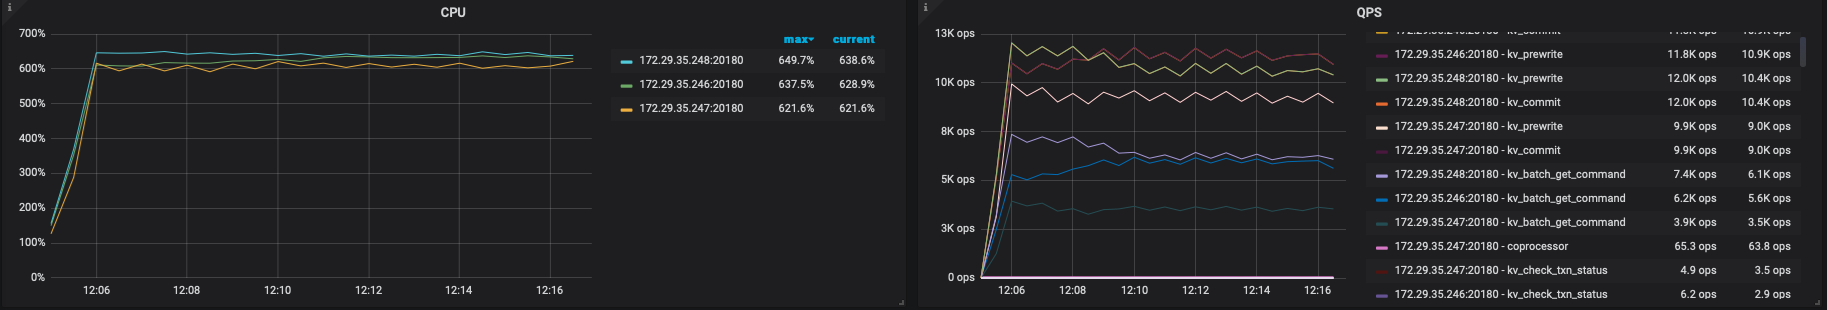 CPU
700%
600%
500%
400%
300%
200%
100%
0%
12:06 12:08 12:10 12:12 12:14 12:16
max current
172.29.35.248:20180 649.7% 638.6%
172.29.35.246:20180 637.5% 628.9%
172.29.35.247:20180 621.6% 621.6%
QPS
13K ops
10K ops
8K ops
5K ops
3K ops
0 ops
12:06 12:08 12:10 12:12 12:14 12:16
172.29.35.246:20180 - kv_prewrite 11.8K ops 10.9K ops
172.29.35.248:20180 - kv_prewrite 12.0K ops 10.4K ops
172.29.35.248:20180 - kv_commit 12.0K ops 10.4K ops
172.29.35.247:20180 - kv_prewrite 9.9K ops 9.0K ops
172.29.35.247:20180 - kv_commit 9.9K ops 9.0K ops
172.29.35.248:20180 - kv_batch_get_command 7.4K ops 6.1K ops
172.29.35.246:20180 - kv_batch_get_command 6.2K ops 5.6K ops
172.29.35.247:20180 - kv_batch_get_command 3.9K ops 3.5K ops
172.29.35.247:20180 - coprocessor 65.3 ops 63.8 ops
172.29.35.247:20180 - kv_check_txn_status 4.9 ops 3.5 ops
172.29.35.246:20180 - kv_check_txn_status 6.2 ops 2.9 ops